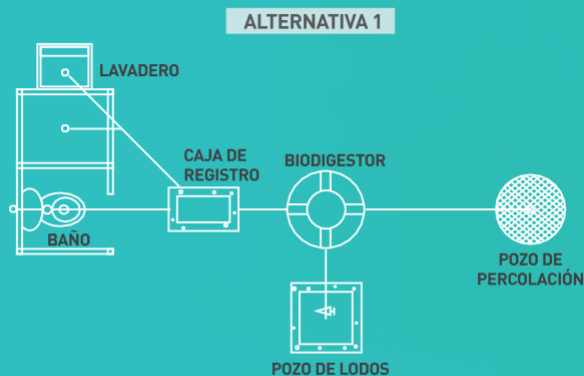 ALTERNATIVA 1
LAVADERO
CAJA DE
REGISTRO
BIODIGESTOR
BAÑO
POZO DE
PERCOLACIÓN
POZO DE LODOS